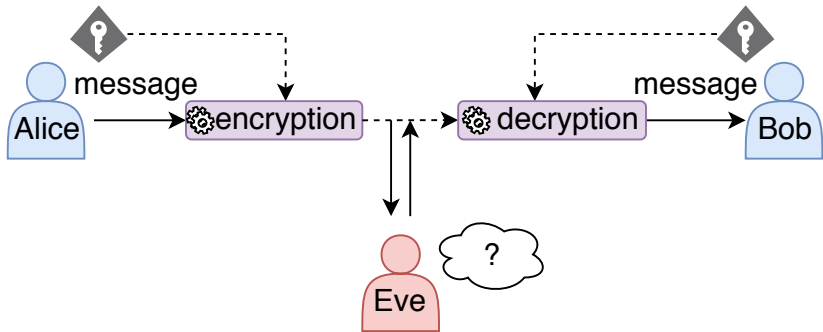 message
message
Alice
encryption
decryption
Bob
?
Eve